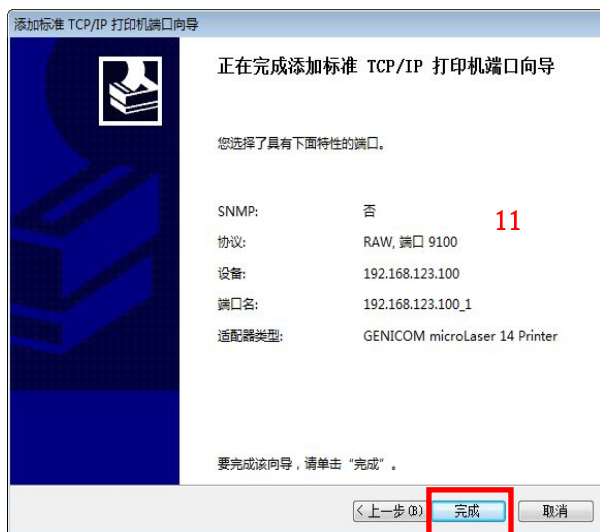 添加标准 TCP/IP 打印机端口向导
正在完成添加标准 TCP/IP 打印机端口向导
您选择了具有下面特性的端口。
SNMP: 否
11
协议: RAW, 端口 9100
设备: 192.168.123.100
端口名: 192.168.123.100_1
适配器类型: GENICOM microLaser 14 Printer
要完成该向导，请单击“完成”。
< 上一步(B) 完成 取消